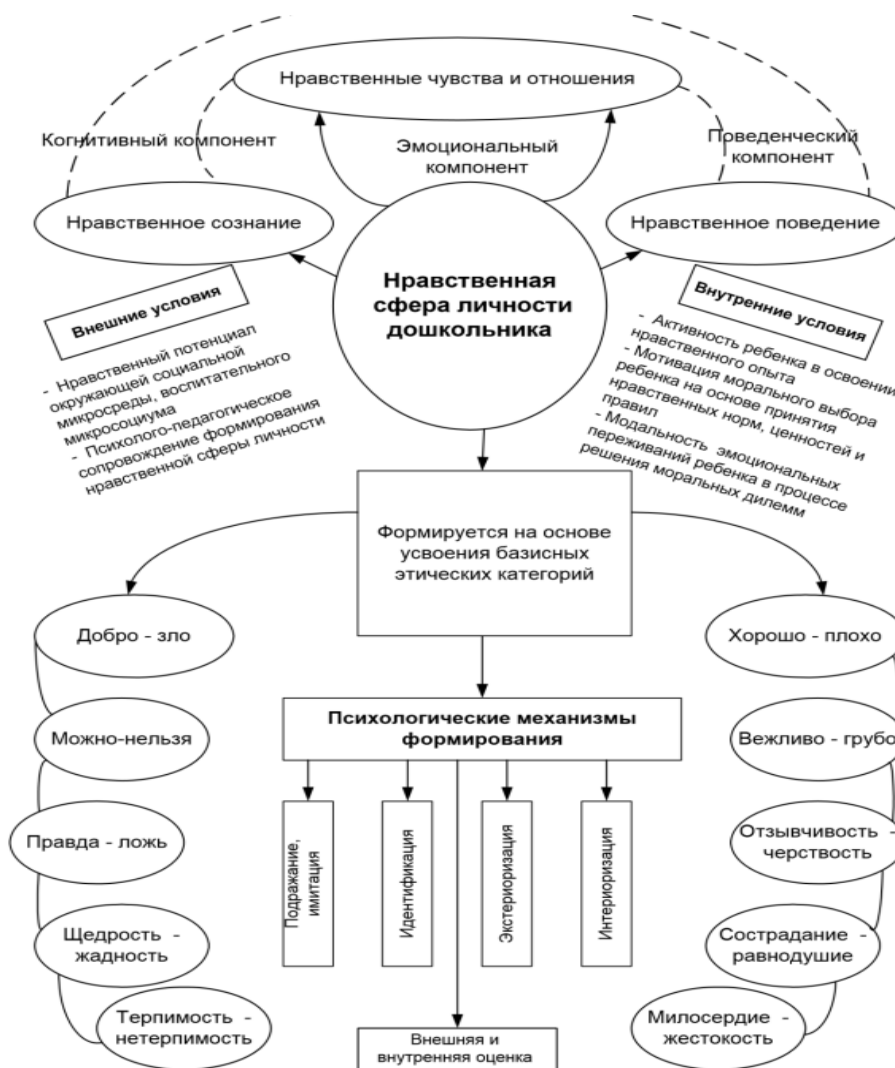 Нравственные чувства и отношения
Когнитивный компонент
Эмоциональный
компонент
Поведенческий
компонент
Нравственное сознание
Нравственное поведение
Нравственная
сфера личности
дошкольника
Внешние условия
- Нравственный потенциал
окружающей социальной
микросреды, воспитательного
микросоциума
- Психолого-педагогическое
сопровождение формирования
нравственной сферы личности
Внутренние условия
- Активность ребенка в освоении
нравственного опыта
- Мотивация морального выбора
ребенка на основе принятия
нравственных норм, ценностей и
правил
- Модальность эмоциональных
переживаний ребенка в процессе
решения моральных дилемм
Формируется на основе
усвоения базисных
этических категорий
Добро - зло
Можно-нельзя
Правда - ложь
Щедрость -
жадность
Терпимость -
нетерпимость
Хорошо - плохо
Вежливо - грубо
Отзывчивость -
черствость
Сострадание -
равнодушие
Милосердие -
жестокость
Психологические механизмы
формирования
Подражание,
имитация
Идентификация
Экстериоризация
Интериоризация
Внешняя и
внутренняя оценка